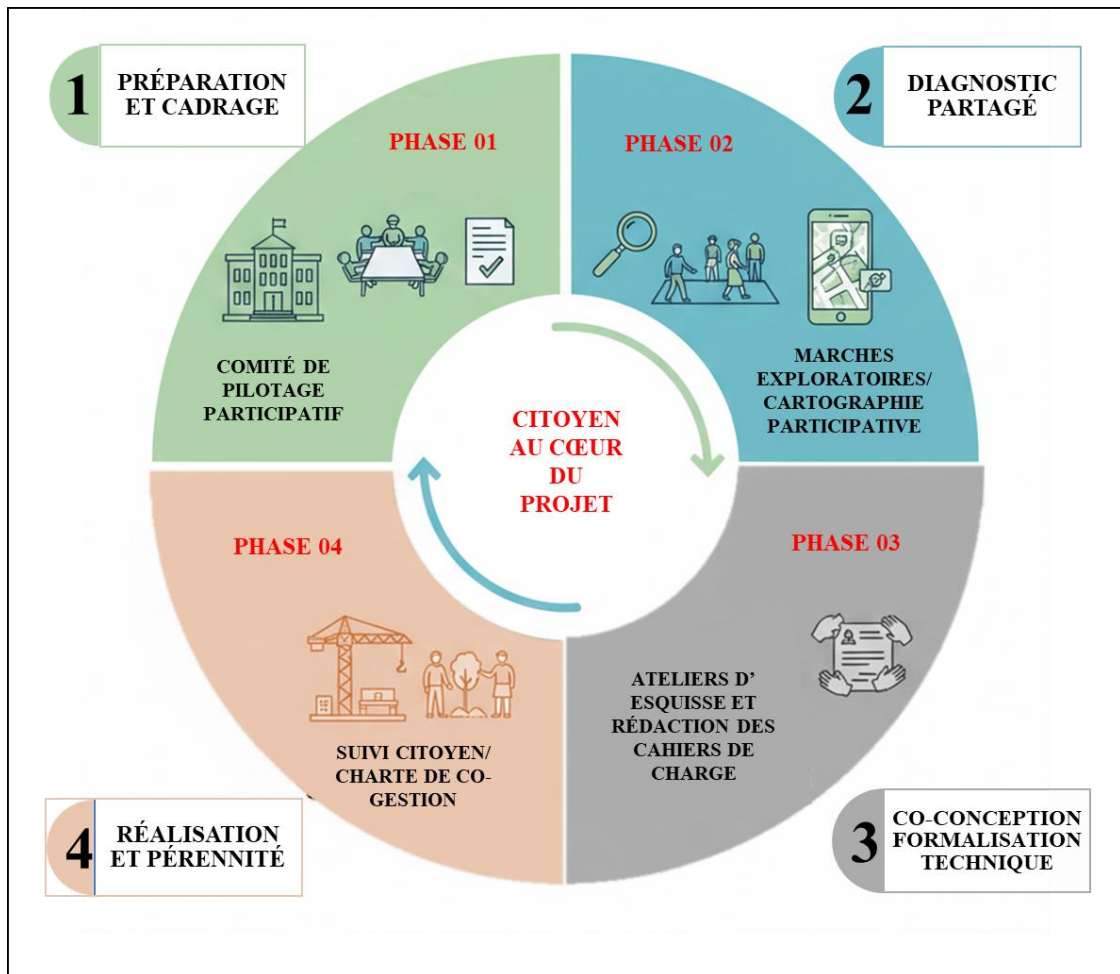 1
PRÉPARATION
ET CADRAGE
2
DIAGNOSTIC
PARTAGÉ
PHASE 01
PHASE 02
COMITÉ DE
PILOTAGE
PARTICIPATIF
MARCHES
EXPLORATOIRES/
CARTOGRAPHIE
PARTICIPATIVE
CITOYEN
AU CŒUR
DU
PROJET
PHASE 04
PHASE 03
SUIVI CITOYEN/
CHARTE DE CO-
GESTION
ATELIERS D’
ESQUISSE ET
RÉDACTION DES
CAHIERS DE
CHARGE
4
RÉALISATION
ET PÉRENNITÉ
3
CO-CONCEPTION
FORMALISATION
TECHNIQUE